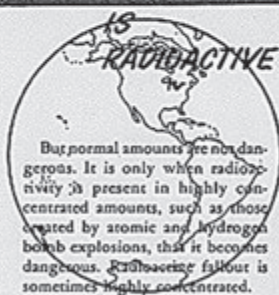 IS
RADIOACTIVE
But normal amounts are not dan-
gerous. It is only when radioac-
tivity is present in highly con-
centrated amounts, such as those
created by atomic and hydrogen
bomb explosions, that it becomes
dangerous. Radioactive fallout is
sometimes highly concentrated.